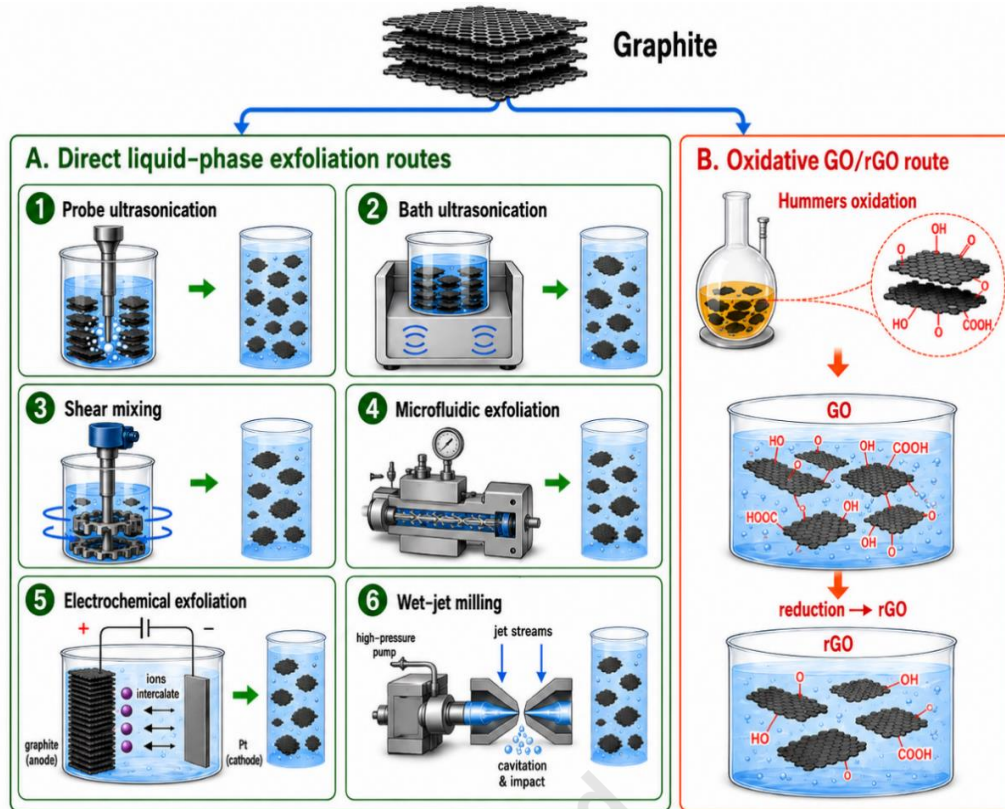 Graphite
A. Direct liquid-phase exfoliation routes
1 Probe ultrasonication
2 Bath ultrasonication
3 Shear mixing
4 Microfluidic exfoliation
5 Electrochemical exfoliation
+
−
ions
intercalate
graphite
(anode)
Pt
(cathode)
6 Wet-jet milling
high-pressure
pump
jet streams
cavitation
& impact
B. Oxidative GO/rGO route
Hummers oxidation
OH
O
O
O
HO
O
COOH
GO
HO
O
OH
COOH
O
HOOC
OH
O
OH
O
reduction → rGO
rGO
O
OH
HO
COOH
O